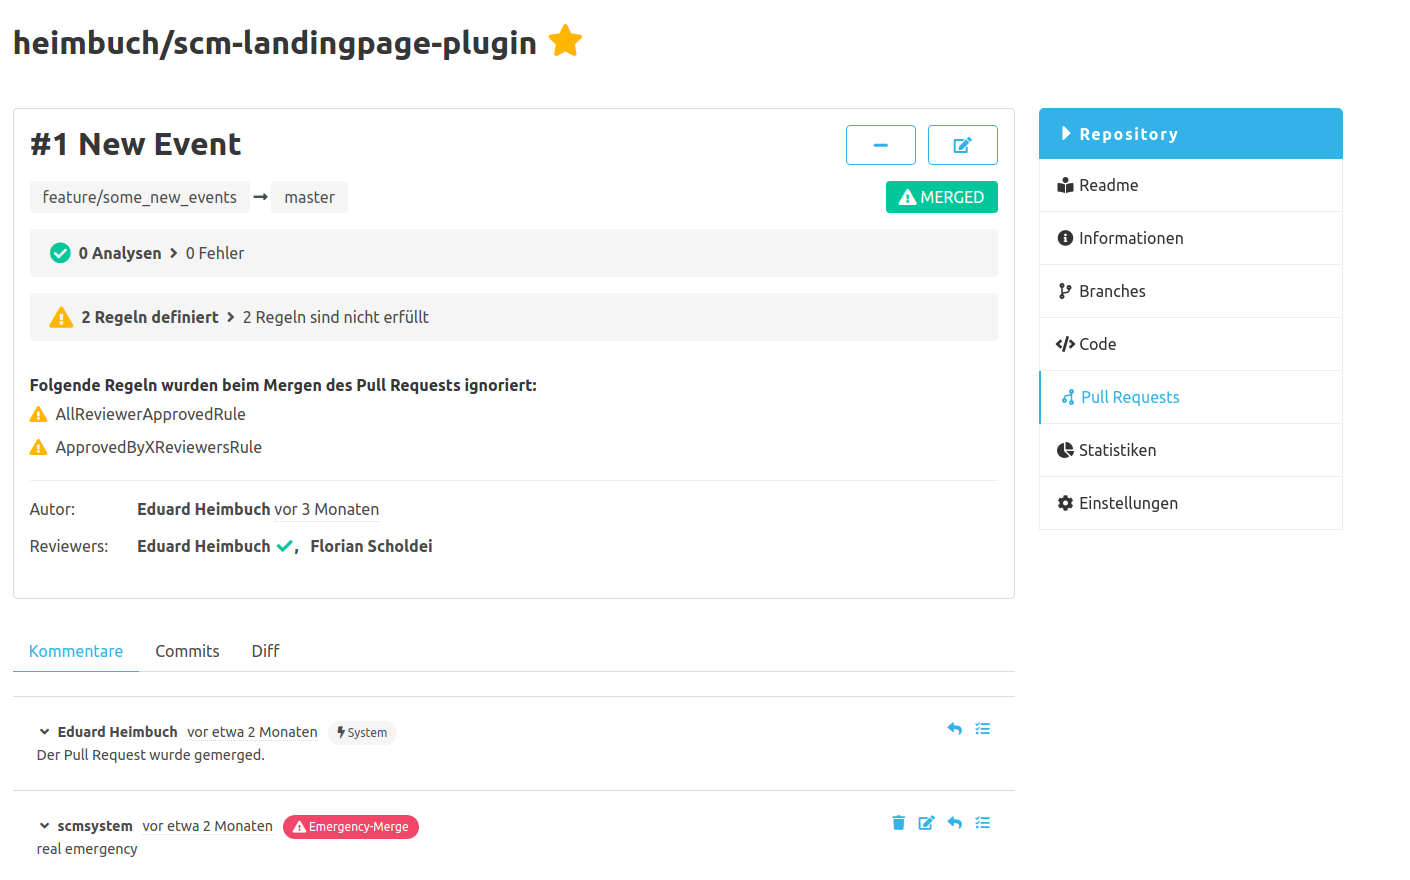 heimbuch/scm-landingpage-plugin
#1 New Event
feature/some_new_events → master
MERGED
0 Analysen > 0 Fehler
2 Regeln definiert > 2 Regeln sind nicht erfüllt
Folgende Regeln wurden beim Mergen des Pull Requests ignoriert:
AllReviewerApprovedRule
ApprovedByXReviewersRule
Autor: Eduard Heimbuch vor 3 Monaten
Reviewers: Eduard Heimbuch ✓, Florian Scholdei
Kommentare Commits Diff
Eduard Heimbuch vor etwa 2 Monaten System
Der Pull Request wurde gemerged.
scmsystem vor etwa 2 Monaten Emergency-Merge
real emergency
Repository
Readme
Informationen
Branches
Code
Pull Requests
Statistiken
Einstellungen